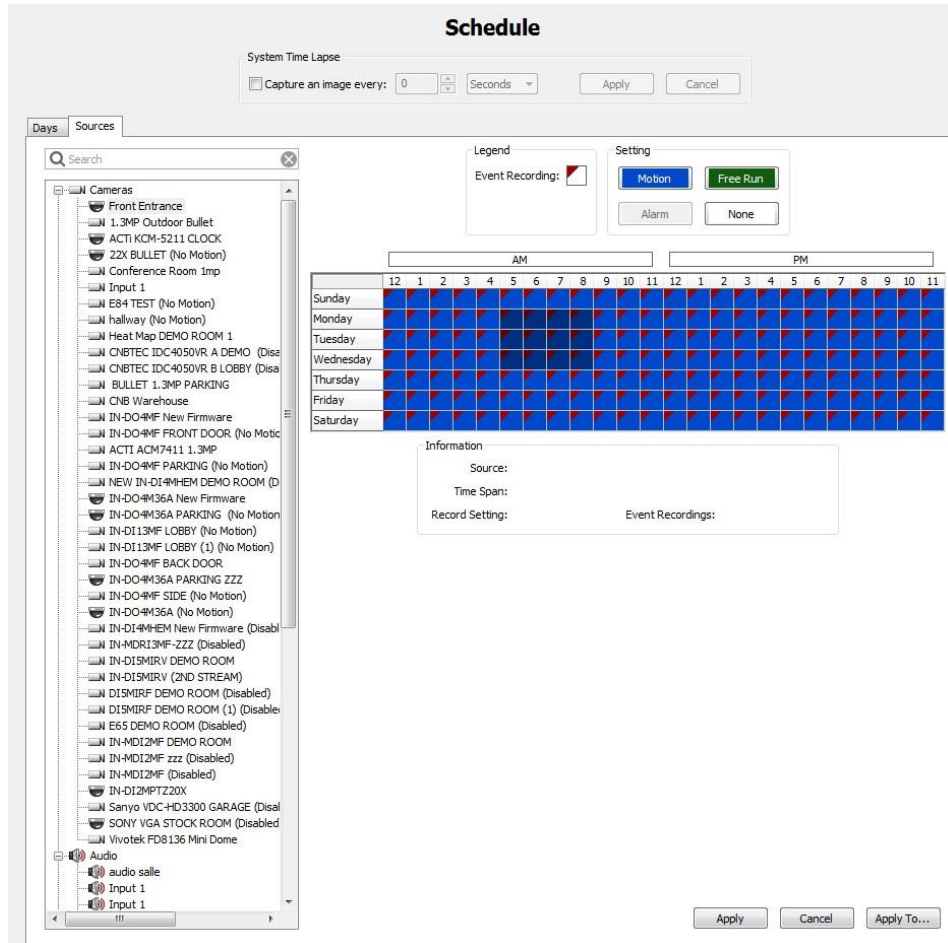 Schedule
System Time Lapse
Capture an image every: 0 Seconds Apply Cancel
Days Sources
Search
Cameras
Front Entrance
1.3MP Outdoor Bullet
ACTi KCM-5211 CLOCK
22X BULLET (No Motion)
Conference Room 1mp
Input 1
E84 TEST (No Motion)
hallway (No Motion)
Heat Map DEMO ROOM 1
CNBTEC IDC4050VR A DEMO (Disa
CNBTEC IDC4050VR B LOBBY (Disa
BULLET 1.3MP PARKING
CNB Warehouse
IN-DO4MF New Firmware
IN-DO4MF FRONT DOOR (No Motic
ACTI ACM7411 1.3MP
IN-DO4MF PARKING (No Motion)
NEW IN-DI4MHEM DEMO ROOM (D
IN-DO4M36A New Firmware
IN-DO4M36A PARKING (No Motion
IN-DI13MF LOBBY (No Motion)
IN-DI13MF LOBBY (1) (No Motion)
IN-DO4MF BACK DOOR
IN-DO4M36A PARKING ZZZ
IN-DO4MF SIDE (No Motion)
IN-DO4M36A (No Motion)
IN-DI4MHEM New Firmware (Disabl
IN-MDRI3MF-ZZZ (Disabled)
IN-DI5MIRV DEMO ROOM
IN-DI5MIRV (2ND STREAM)
DI5MIRF DEMO ROOM (Disabled)
DI5MIRF DEMO ROOM (1) (Disable
E65 DEMO ROOM (Disabled)
IN-MDI2MF DEMO ROOM
IN-MDI2MF zzz (Disabled)
IN-MDI2MF (Disabled)
IN-DI2MPTZ20X
Sanyo VDC-HD3300 GARAGE (Disal
SONY VGA STOCK ROOM (Disabled
Vivotek FD8136 Mini Dome
Audio
audio salle
Input 1
Input 1
Legend
Event Recording:
Setting
Motion Free Run
Alarm None
AM PM
12 1 2 3 4 5 6 7 8 9 10 11 12 1 2 3 4 5 6 7 8 9 10 11
Sunday
Monday
Tuesday
Wednesday
Thursday
Friday
Saturday
Information
Source:
Time Span:
Record Setting: Event Recordings:
Apply Cancel Apply To...